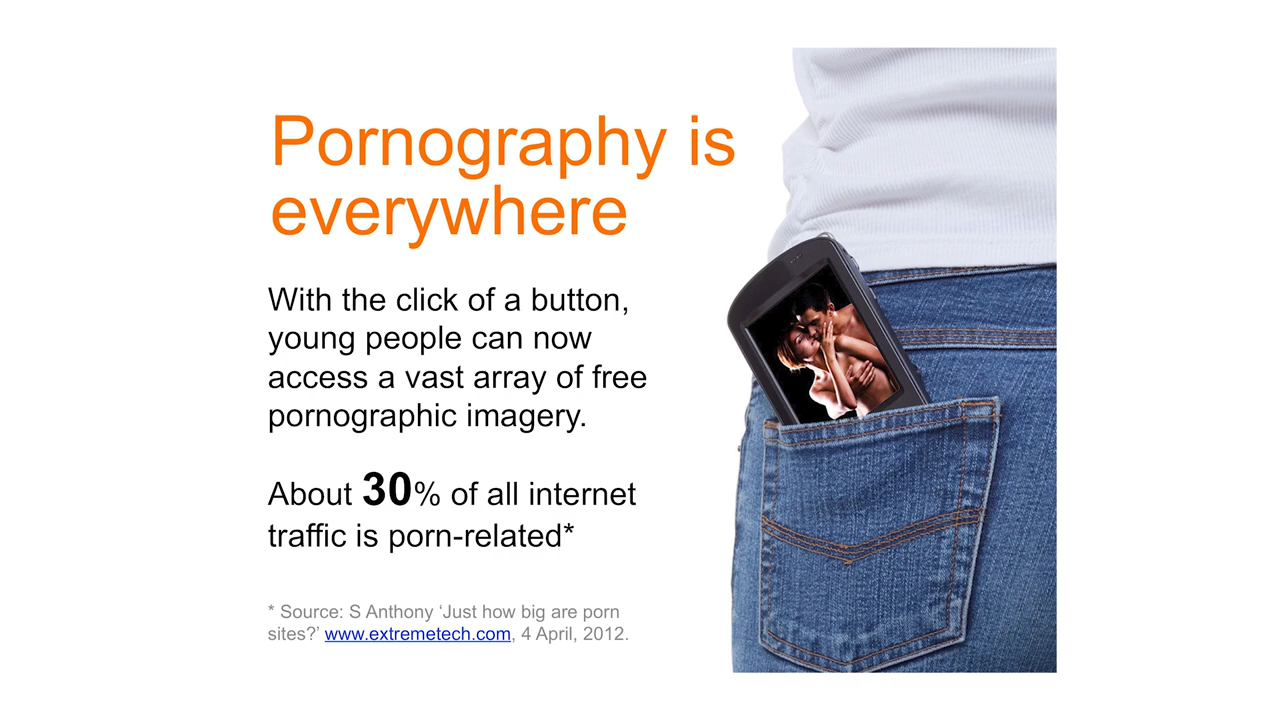 Pornography is
everywhere
With the click of a button,
young people can now
access a vast array of free
pornographic imagery.
About 30% of all internet
traffic is porn-related*
* Source: S Anthony ‘Just how big are porn
sites?’ www.extremetech.com, 4 April, 2012.